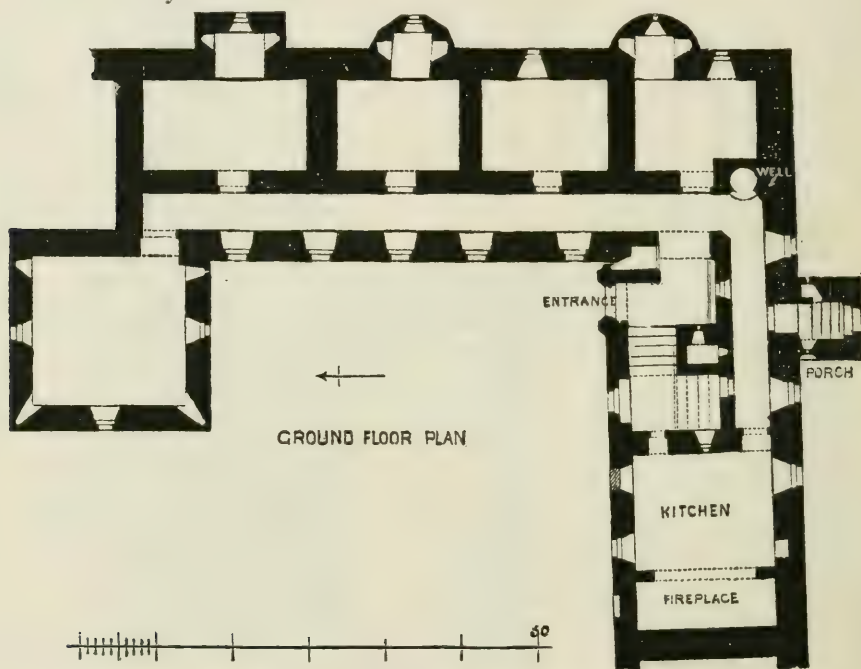 WELL
ENTRANCE
PORCH
GROUND FLOOR PLAN
KITCHEN
FIREPLACE
50